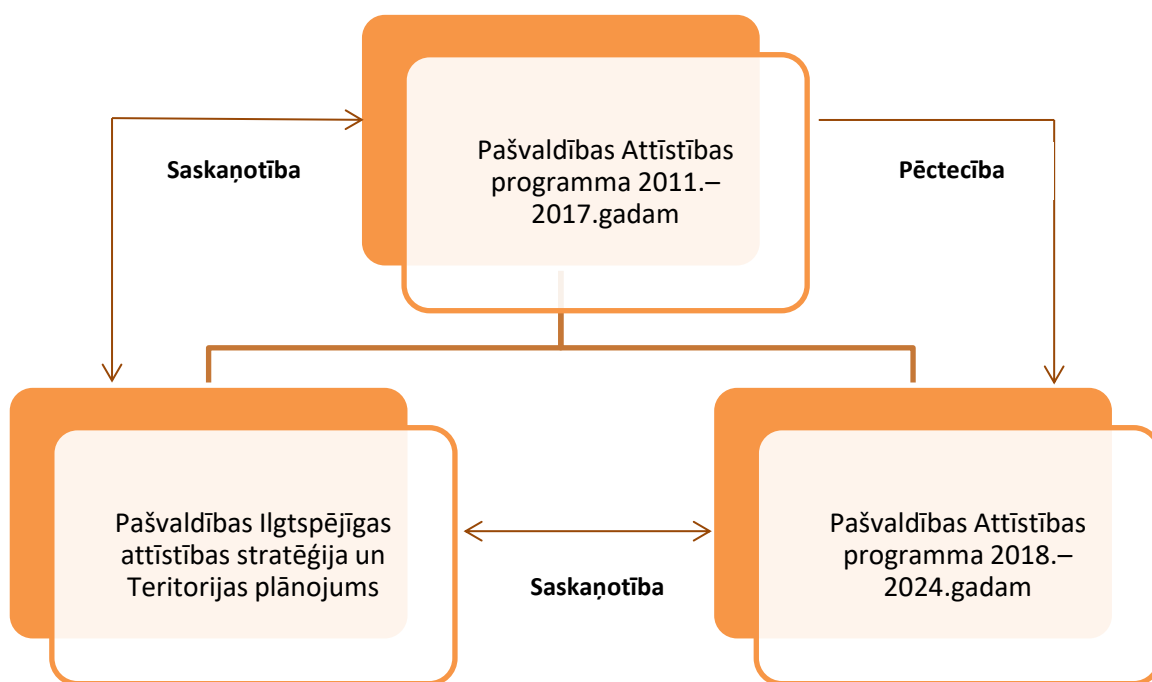 Pašvaldības Attīstības
programma 2011.–
2017.gadam
Saskaņotība
Pēctecība
Pašvaldības Ilgtspējīgas
attīstības stratēģija un
Teritorijas plānojums
Saskaņotība
Pašvaldības Attīstības
programma 2018.–
2024.gadam